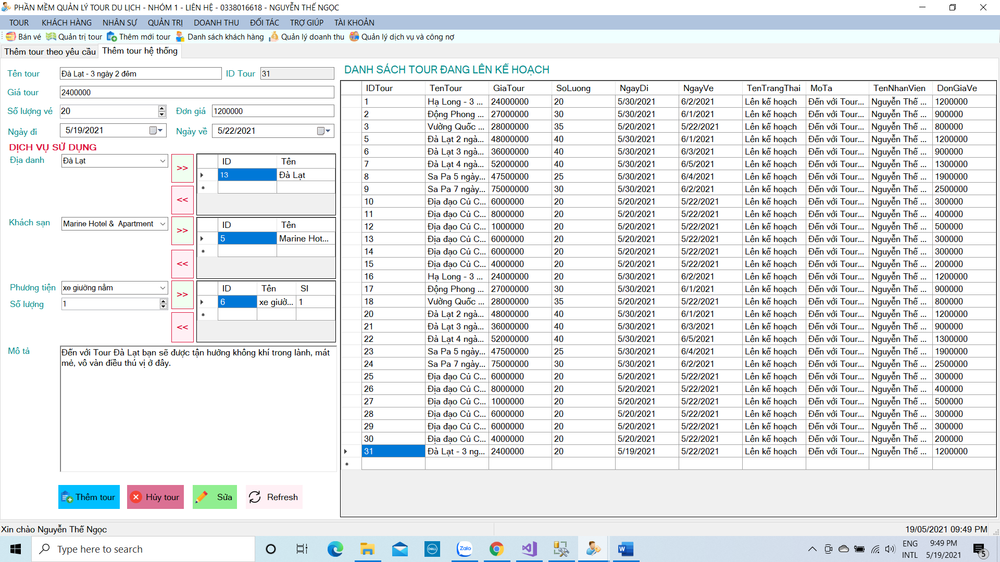 PHẦN MỀM QUẢN LÝ TOUR DU LỊCH - NHÓM 1 - LIÊN HỆ - 0338016618 - NGUYỄN THẾ NGỌC
TOUR KHÁCH HÀNG NHÂN SỰ QUẢN TRỊ DOANH THU ĐỐI TÁC TRỢ GIÚP TÀI KHOẢN
Bán vé Quản trị tour Thêm mới tour Danh sách khách hàng Quản lý doanh thu Quản lý dịch vụ và công nợ
Thêm tour theo yêu cầu Thêm tour hệ thống
Tên tour Đà Lạt - 3 ngày 2 đêm ID Tour 31
Giá tour 2400000
Số lượng vé 20 Đơn giá 1200000
Ngày đi 5/19/2021 Ngày về 5/22/2021
DỊCH VỤ SỬ DỤNG
Địa danh Đà Lạt >> <<
ID Tên
13 Đà Lạt
Khách sạn Marine Hotel & Apartment >> <<
ID Tên
5 Marine Hot...
Phương tiện xe giường nằm >> <<
Số lượng 1
ID Tên Sl
6 xe giườ... 1
Mô tả
Đến với Tour Đà Lạt bạn sẽ được tận hưởng không khí trong lành, mát
mẻ, vô vàn điều thú vị ở đây.
Thêm tour Hủy tour Sửa Refresh
DANH SÁCH TOUR ĐANG LÊN KẾ HOẠCH
IDTour TenTour GiaTour SoLuong NgayDi NgayVe TenTrangThai MoTa TenNhanVien DonGiaVe
1 Hạ Long - 3 ... 24000000 20 5/30/2021 6/2/2021 Lên kế hoạch Đến với Tour... Nguyễn Thế ... 1200000
2 Động Phong ... 27000000 30 5/30/2021 6/1/2021 Lên kế hoạch Đến với Tour... Nguyễn Thế ... 900000
3 Vường Quốc ... 28000000 35 5/20/2021 5/22/2021 Lên kế hoạch Đến với Tour... Nguyễn Thế ... 800000
5 Đà Lạt 2 ngà... 48000000 40 5/30/2021 6/1/2021 Lên kế hoạch Đến với Tour... Nguyễn Thế ... 1200000
6 Đà Lạt 3 ngà... 36000000 40 5/30/2021 6/3/2021 Lên kế hoạch Đến với Tour... Nguyễn Thế ... 900000
7 Đà Lạt 4 ngà... 52000000 40 5/30/2021 6/5/2021 Lên kế hoạch Đến với Tour... Nguyễn Thế ... 1300000
8 Sa Pa 5 ngày... 47500000 25 5/30/2021 6/4/2021 Lên kế hoạch Đến với Tour... Nguyễn Thế ... 1900000
9 Sa Pa 7 ngày... 75000000 30 5/30/2021 6/2/2021 Lên kế hoạch Đến với Tour... Nguyễn Thế ... 2500000
10 Địa đạo Củ C... 6000000 20 5/20/2021 5/22/2021 Lên kế hoạch Đến với Tour... Nguyễn Thế ... 300000
11 Địa đạo Củ C... 8000000 20 5/20/2021 5/22/2021 Lên kế hoạch Đến với Tour... Nguyễn Thế ... 400000
12 Địa đạo Củ C... 1000000 20 5/20/2021 5/22/2021 Lên kế hoạch Đến với Tour... Nguyễn Thế ... 500000
13 Địa đạo Củ C... 6000000 20 5/20/2021 5/22/2021 Lên kế hoạch Đến với Tour... Nguyễn Thế ... 300000
14 Địa đạo Củ C... 6000000 20 5/20/2021 5/22/2021 Lên kế hoạch Đến với Tour... Nguyễn Thế ... 300000
15 Địa đạo Củ C... 4000000 20 5/20/2021 5/22/2021 Lên kế hoạch Đến với Tour... Nguyễn Thế ... 200000
16 Hạ Long - 3 ... 24000000 20 5/30/2021 6/2/2021 Lên kế hoạch Đến với Tour... Nguyễn Thế ... 1200000
17 Động Phong ... 27000000 30 5/30/2021 6/1/2021 Lên kế hoạch Đến với Tour... Nguyễn Thế ... 900000
18 Vường Quốc ... 28000000 35 5/20/2021 5/22/2021 Lên kế hoạch Đến với Tour... Nguyễn Thế ... 800000
20 Đà Lạt 2 ngà... 48000000 40 5/30/2021 6/1/2021 Lên kế hoạch Đến với Tour... Nguyễn Thế ... 1200000
21 Đà Lạt 3 ngà... 36000000 40 5/30/2021 6/3/2021 Lên kế hoạch Đến với Tour... Nguyễn Thế ... 900000
22 Đà Lạt 4 ngà... 52000000 40 5/30/2021 6/5/2021 Lên kế hoạch Đến với Tour... Nguyễn Thế ... 1300000
23 Sa Pa 5 ngày... 47500000 25 5/30/2021 6/4/2021 Lên kế hoạch Đến với Tour... Nguyễn Thế ... 1900000
24 Sa Pa 7 ngày... 75000000 30 5/30/2021 6/2/2021 Lên kế hoạch Đến với Tour... Nguyễn Thế ... 2500000
25 Địa đạo Củ C... 6000000 20 5/20/2021 5/22/2021 Lên kế hoạch Đến với Tour... Nguyễn Thế ... 300000
26 Địa đạo Củ C... 8000000 20 5/20/2021 5/22/2021 Lên kế hoạch Đến với Tour... Nguyễn Thế ... 400000
27 Địa đạo Củ C... 1000000 20 5/20/2021 5/22/2021 Lên kế hoạch Đến với Tour... Nguyễn Thế ... 500000
28 Địa đạo Củ C... 6000000 20 5/20/2021 5/22/2021 Lên kế hoạch Đến với Tour... Nguyễn Thế ... 300000
29 Địa đạo Củ C... 6000000 20 5/20/2021 5/22/2021 Lên kế hoạch Đến với Tour... Nguyễn Thế ... 300000
30 Địa đạo Củ C... 4000000 20 5/20/2021 5/22/2021 Lên kế hoạch Đến với Tour... Nguyễn Thế ... 200000
31 Đà Lạt - 3 ng... 2400000 20 5/19/2021 5/22/2021 Lên kế hoạch Đến với Tour... Nguyễn Thế ... 1200000
Xin chào Nguyễn Thế Ngọc 19/05/2021 09:49 PM
Type here to search DELL Zalo W ENG 9:49 PM
INTL 5/19/2021 5